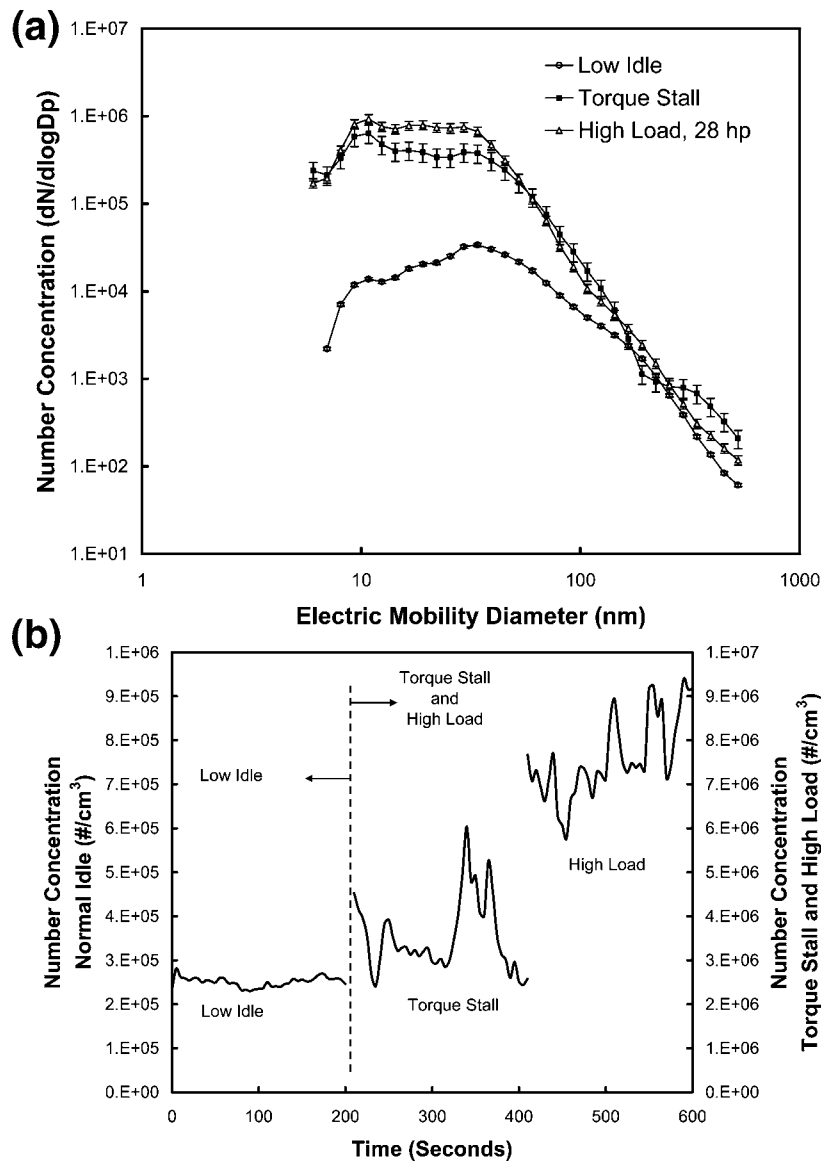 (a)
1.E+07
1.E+06
1.E+05
1.E+04
1.E+03
1.E+02
1.E+01
Number Concentration (dN/dlogDp)
Low Idle
Torque Stall
High Load, 28 hp
1
10
100
1000
Electric Mobility Diameter (nm)
(b)
1.E+06
9.E+05
8.E+05
7.E+05
6.E+05
5.E+05
4.E+05
3.E+05
2.E+05
1.E+05
0.E+00
Number Concentration
Normal Idle (#/cm³)
Torque Stall
and
High Load
Low Idle
Low Idle
Torque Stall
High Load
1.E+07
9.E+06
8.E+06
7.E+06
6.E+06
5.E+06
4.E+06
3.E+06
2.E+06
1.E+06
0.E+00
Number Concentration
Torque Stall and High Load (#/cm³)
0
100
200
300
400
500
600
Time (Seconds)